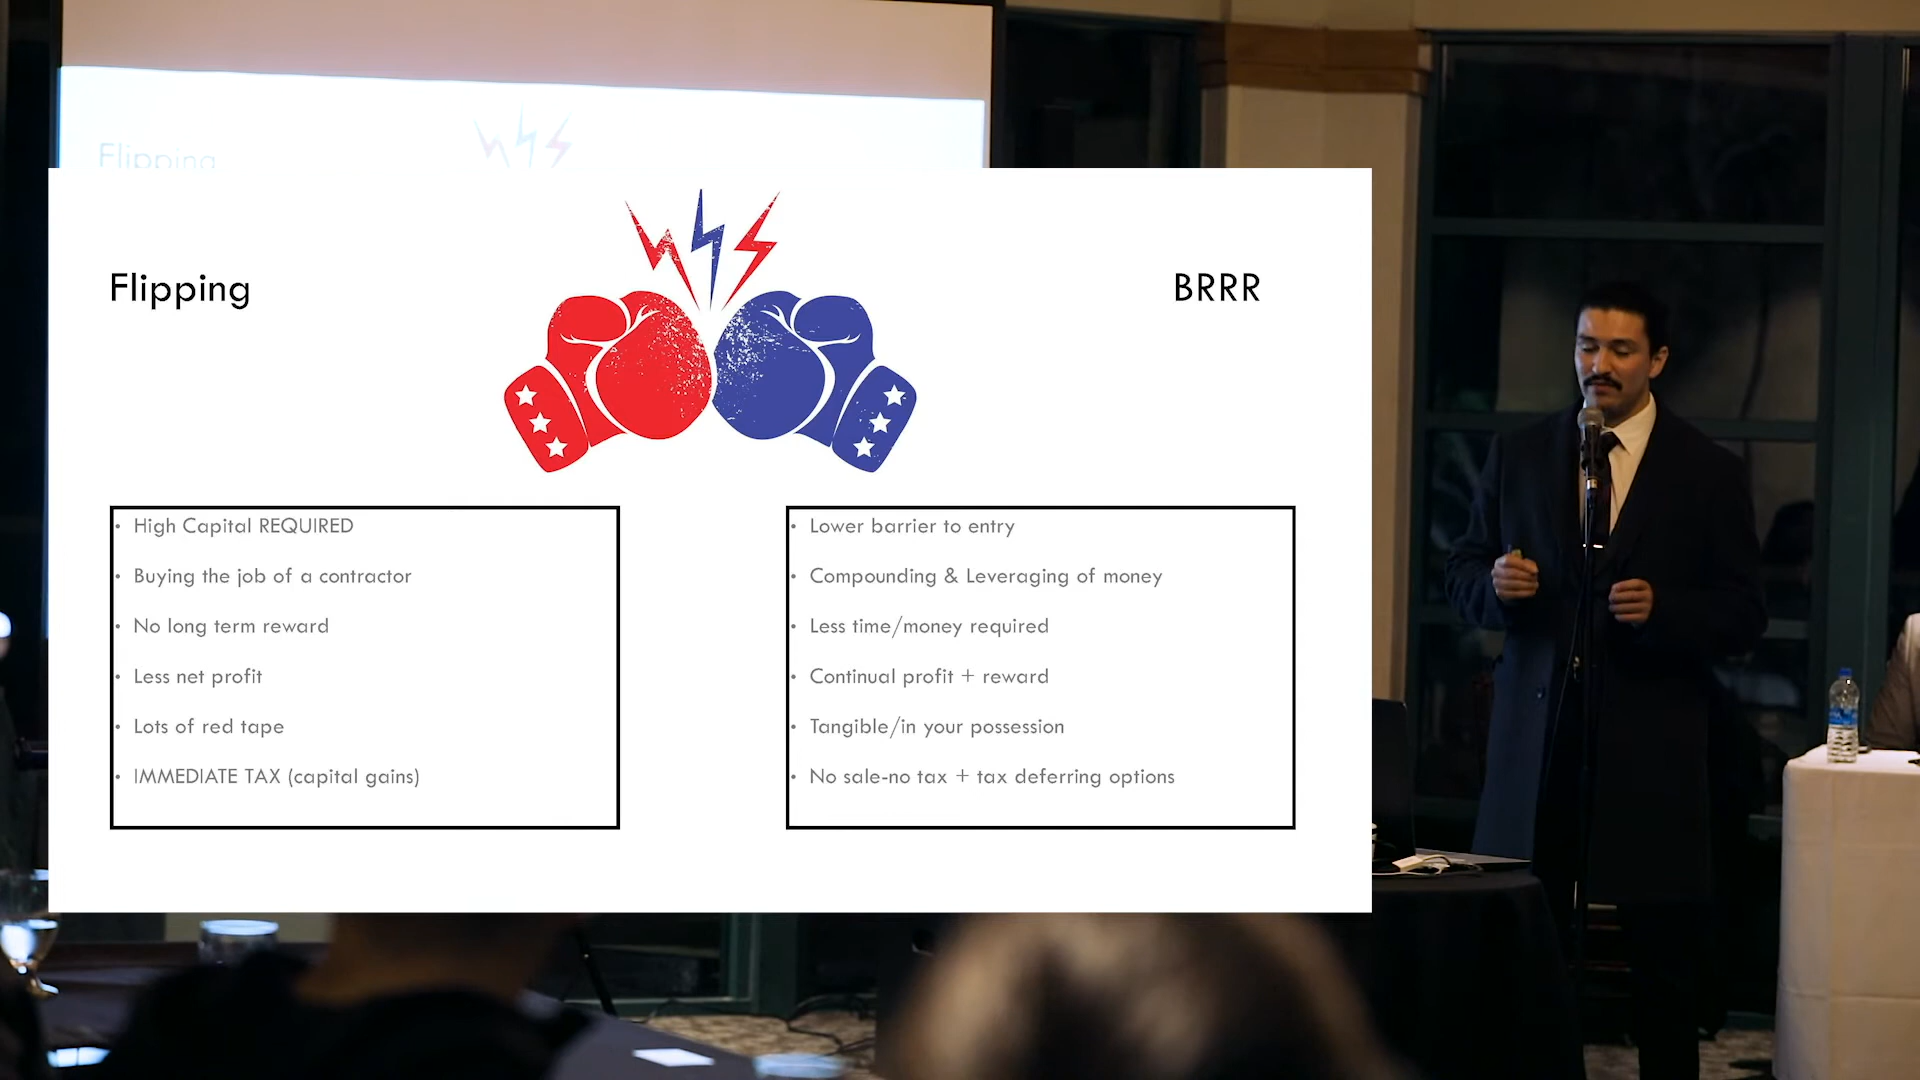 Flipping
Flipping
BRRR
• High Capital REQUIRED
• Buying the job of a contractor
• No long term reward
• Less net profit
• Lots of red tape
• IMMEDIATE TAX (capital gains)
• Lower barrier to entry
• Compounding & Leveraging of money
• Less time/money required
• Continual profit + reward
• Tangible/in your possession
• No sale-no tax + tax deferring options